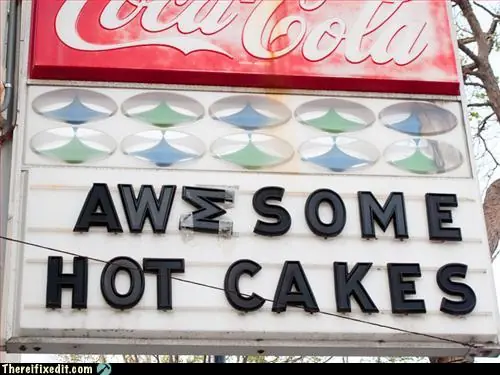 Coca-Cola
AWΣSOME
HOT CAKES
Thereifixedit.com